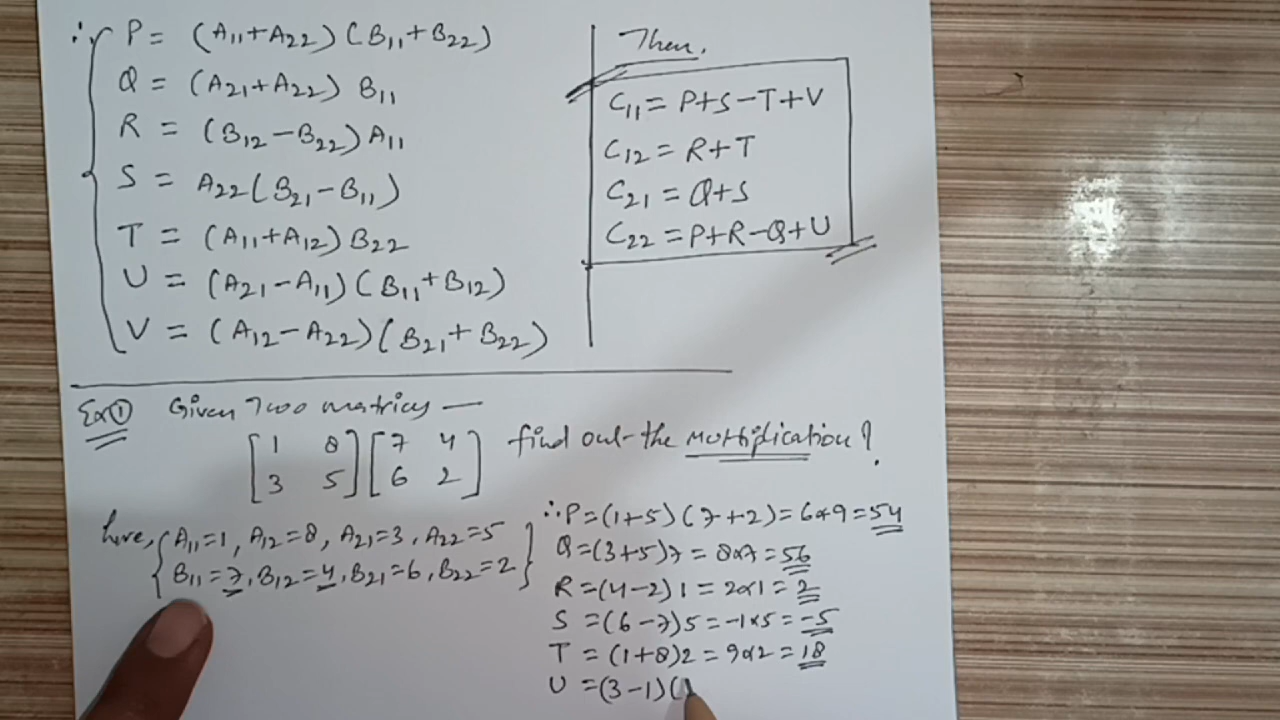 ∴ P = (A11+A22) (B11+B22)
Q = (A21+A22) B11
R = (B12-B22) A11
S = A22 (B21-B11)
T = (A11+A12) B22
U = (A21-A11) (B11+B12)
V = (A12-A22) (B21+B22)
Then,
C11 = P+S-T+V
C12 = R+T
C21 = Q+S
C22 = P+R-Q+U
Ex① Given Two matrics —
[1 8] [7 4] find out the multiplication?
[3 5] [6 2]
here, {A11=1, A12=8, A21=3, A22=5
B11=7, B12=4, B21=6, B22=2}
∴ P=(1+5) (7+2) = 6×9 = 54
Q=(3+5)7 = 8×7 = 56
R=(4-2) 1 = 2×1 = 2
S =(6-7)5 = -1×5 = -5
T = (1+8)2 = 9×2 = 18
U =(3-1)(